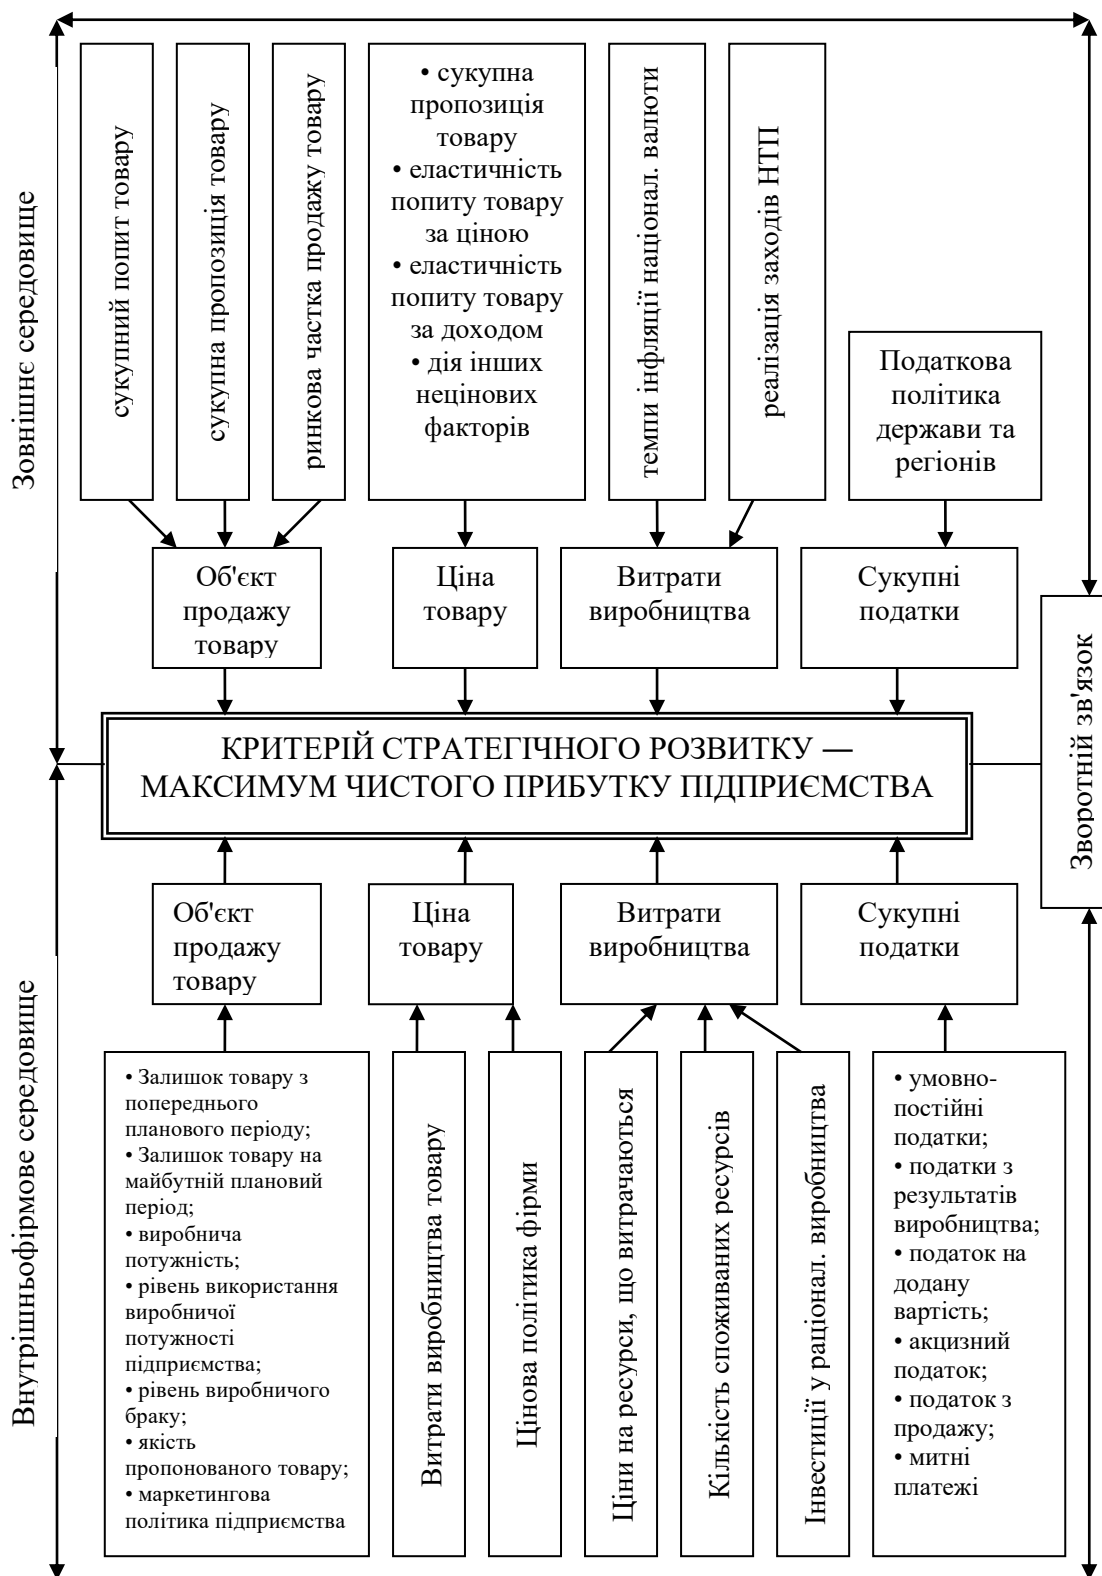 Зовнішнє середовище
сукупний попит товару
сукупна пропозиція товару
ринкова частка продажу товару
• сукупна
пропозиція
товару
• еластичність
попиту товару
за ціною
• еластичність
попиту товару
за доходом
• дія інших
нецінових
факторів
темпи інфляції націонал. валюти
реалізація заходів НТП
Податкова
політика
держави та
регіонів
Об'єкт
продажу
товару
Ціна
товару
Витрати
виробництва
Сукупні
податки
Зворотній зв'язок
КРИТЕРІЙ СТРАТЕГІЧНОГО РОЗВИТКУ —
МАКСИМУМ ЧИСТОГО ПРИБУТКУ ПІДПРИЄМСТВА
Внутрішньофірмове середовище
Об'єкт
продажу
товару
Ціна
товару
Витрати
виробництва
Сукупні
податки
• Залишок товару з
попереднього
планового періоду;
• Залишок товару на
майбутній плановий
період;
• виробнича
потужність;
• рівень використання
виробничої
потужності
підприємства;
• рівень виробничого
браку;
• якість
пропонованого товару;
• маркетингова
політика підприємства
Витрати виробництва товару
Цінова політика фірми
Ціни на ресурси, що витрачаються
Кількість споживаних ресурсів
Інвестиції у раціонал. виробництва
• умовно-
постійні
податки;
• податки з
результатів
виробництва;
• податок на
додану
вартість;
• акцизний
податок;
• податок з
продажу;
• митні
платежі